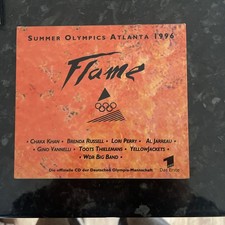 Summer Olympics Atlanta 1996
Flame
• Chaka Khan • Brenda Russell • Lori Perry • Al Jarreau •
• Gino Vannelli • Toots Thielemans • Yellowjackets •
• WDR Big Band •
Die offizielle CD der Deutschen Olympia-Mannschaft
Das Erste